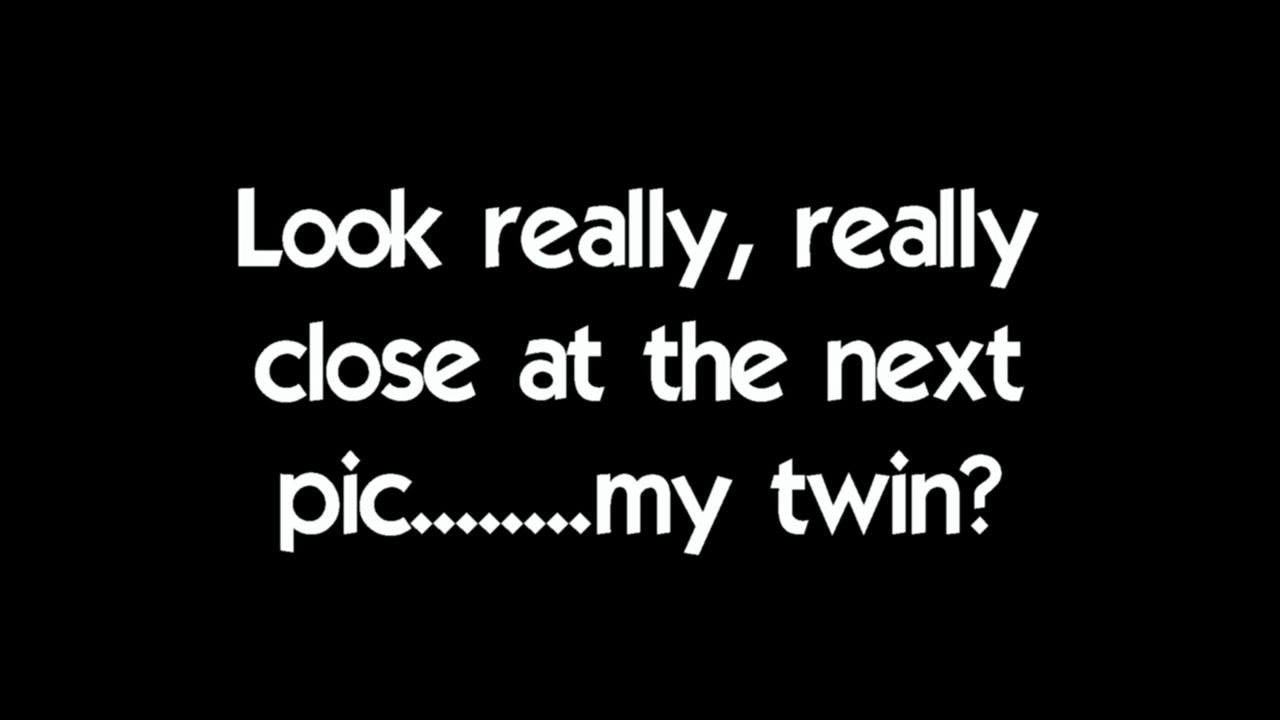 Look really, really
close at the next
pic........my twin?